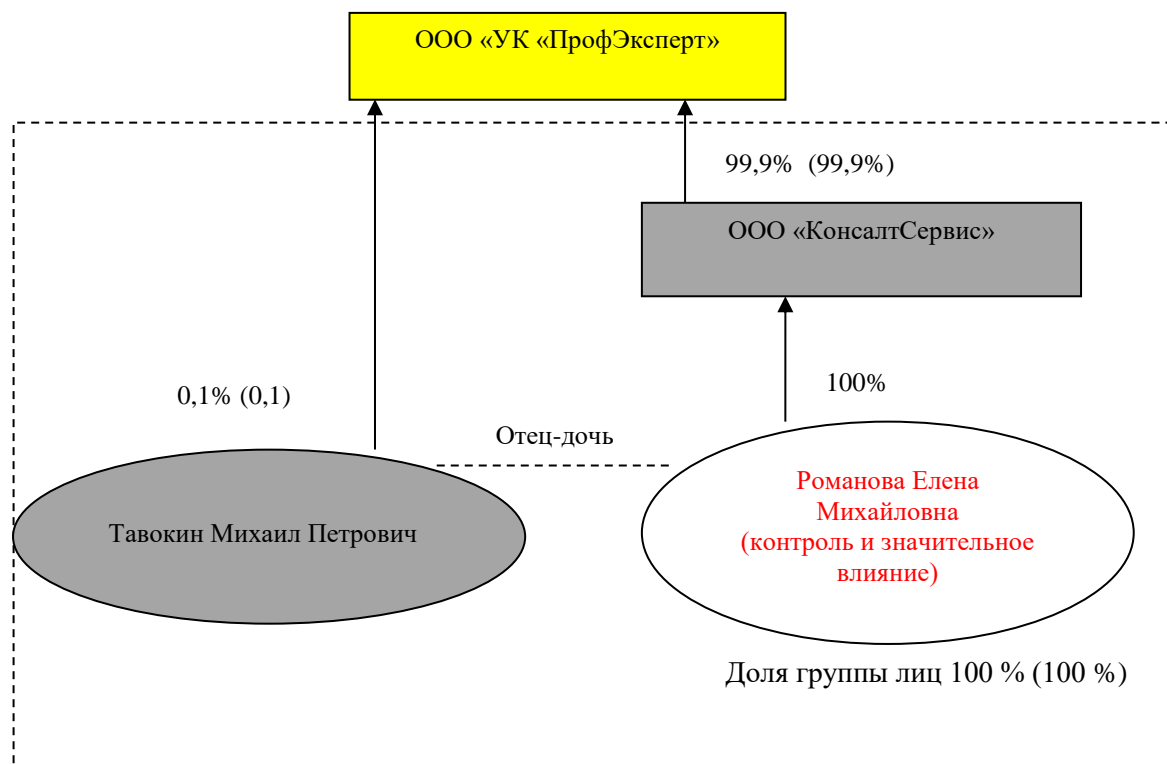 ООО «УК «ПрофЭксперт»
99,9% (99,9%)
ООО «КонсалтСервис»
0,1% (0,1)
100%
Отец-дочь
Тавокин Михаил Петрович
Романова Елена
Михайловна
(контроль и значительное
влияние)
Доля группы лиц 100 % (100 %)